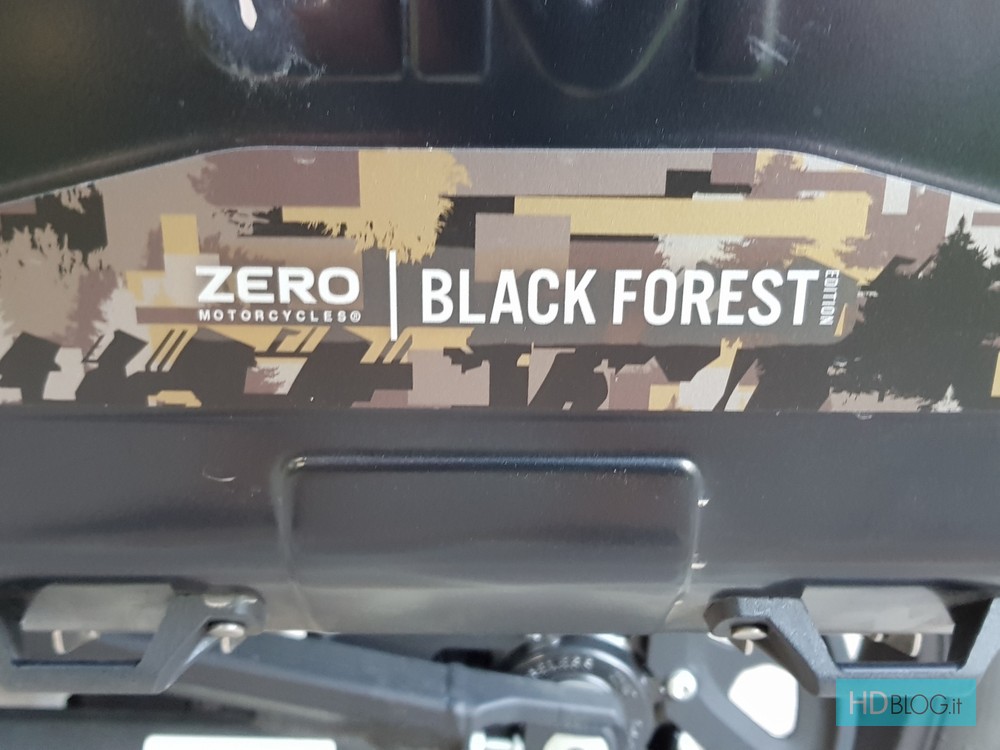 ZERO
MOTORCYCLES®
BLACK FOREST
EDITION
HDBLOG.it